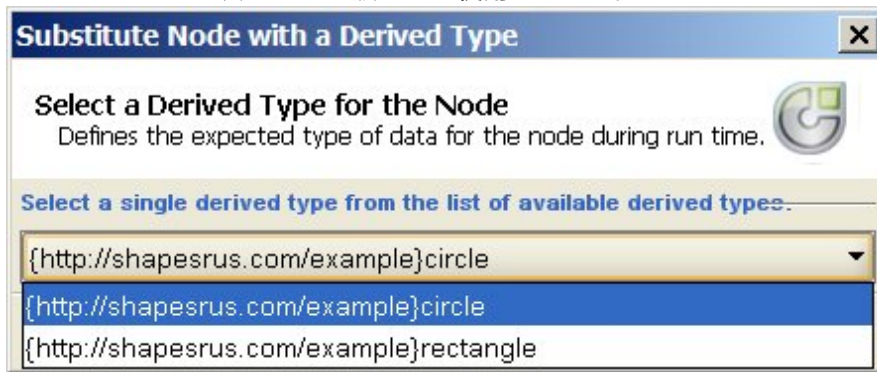 Substitute Node with a Derived Type
Select a Derived Type for the Node
Defines the expected type of data for the node during run time.
Select a single derived type from the list of available derived types.
{http://shapesrus.com/example}circle
{http://shapesrus.com/example}circle
{http://shapesrus.com/example}rectangle